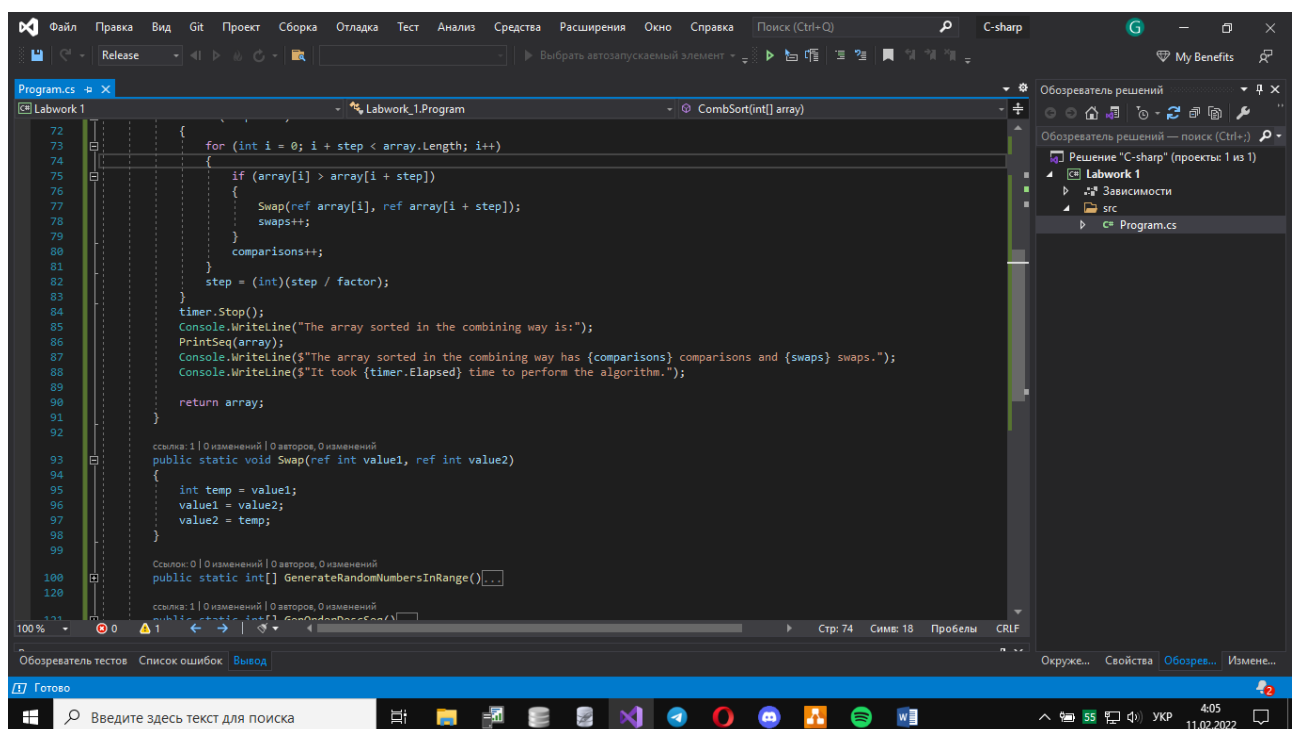 Файл Правка Вид Git Проект Сборка Отладка Тест Анализ Средства Расширения Окно Справка Поиск (Ctrl+Q) C-sharp G
Release Выбрать автозапускаемый элемент My Benefits
Program.cs Обозреватель решений
Labwork 1 Labwork_1.Program CombSort(int[] array)
Обозреватель решений — поиск (Ctrl+;)
Решение "C-sharp" (проекты: 1 из 1)
Labwork 1
Зависимости
src
C# Program.cs
72 {
73 for (int i = 0; i + step < array.Length; i++)
74 {
75 if (array[i] > array[i + step])
76 {
77 Swap(ref array[i], ref array[i + step]);
78 swaps++;
79 }
80 comparisons++;
81 }
82 step = (int)(step / factor);
83 }
84 timer.Stop();
85 Console.WriteLine("The array sorted in the combining way is:");
86 PrintSeq(array);
87 Console.WriteLine($"The array sorted in the combining way has {comparisons} comparisons and {swaps} swaps.");
88 Console.WriteLine($"It took {timer.Elapsed} time to perform the algorithm.");
89
90 return array;
91 }
92
ссылка: 1 | 0 изменений | 0 авторов, 0 изменений
93 public static void Swap(ref int value1, ref int value2)
94 {
95 int temp = value1;
96 value1 = value2;
97 value2 = temp;
98 }
99
Ссылок: 0 | 0 изменений | 0 авторов, 0 изменений
100 public static int[] GenerateRandomNumbersInRange()...
120
ссылка: 1 | 0 изменений | 0 авторов, 0 изменений
121 public static int[]
100 % 0 1 Стр: 74 Симв: 18 Пробелы CRLF
Обозреватель тестов Список ошибок Вывод Окруже... Свойства Обозрев... Измене...
Готово 2
Введите здесь текст для поиска 55 УКР 4:05
11.02.2022